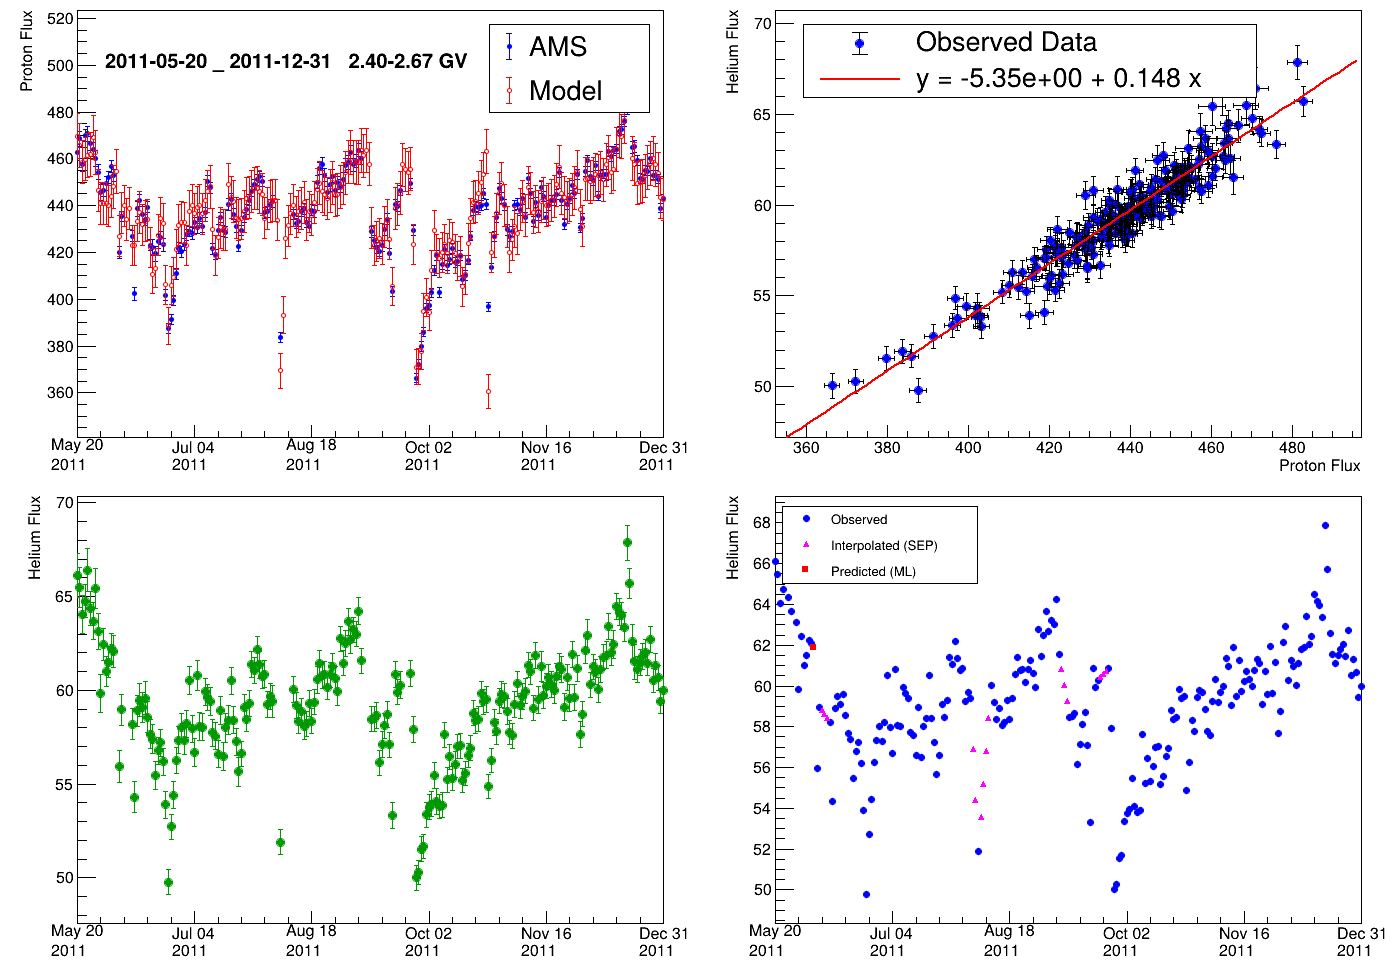 Proton Flux
520
500
480
460
440
420
400
380
360
2011-05-20 _ 2011-12-31 2.40-2.67 GV
AMS
Model
May 20 2011
Jul 04 2011
Aug 18 2011
Oct 02 2011
Nov 16 2011
Dec 31 2011
Helium Flux
70
65
60
55
50
Observed Data
y = -5.35e+00 + 0.148 x
360 380 400 420 440 460 480
Proton Flux
Helium Flux
70
65
60
55
50
May 20 2011
Jul 04 2011
Aug 18 2011
Oct 02 2011
Nov 16 2011
Dec 31 2011
Helium Flux
68
66
64
62
60
58
56
54
52
50
Observed
Interpolated (SEP)
Predicted (ML)
May 20 2011
Jul 04 2011
Aug 18 2011
Oct 02 2011
Nov 16 2011
Dec 31 2011